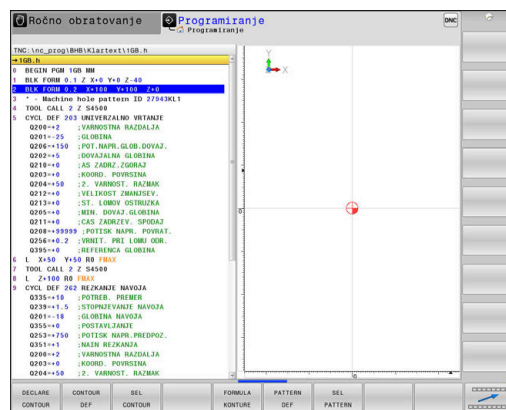 Ročno obratovanje
Programiranje
Programiranje
DNC
TNC:\nc_prog\BHB\Klartext\1GB.h
→1GB.h
0 BEGIN PGM 1GB MM
1 BLK FORM 0.1 Z X+0 Y+0 Z-40
2 BLK FORM 0.2 X+100 Y+100 Z+0
3 * - Machine hole pattern ID 27943KL1
4 TOOL CALL 2 Z S4500
5 CYCL DEF 203 UNIVERZALNO VRTANJE
Q200=+2 ;VARNOSTNA RAZDALJA
Q201=-25 ;GLOBINA
Q206=+150 ;POT.NAPR.GLOB.DOVAJ.
Q202=+5 ;DOVAJALNA GLOBINA
Q210=+0 ;AS ZADRZ.ZGORAJ
Q203=+0 ;KOORD. POVRSINA
Q204=+50 ;2. VARNOST. RAZMAK
Q212=+0 ;VELIKOST ZMANJSEV.
Q213=+0 ;ST. LOMOV OSTRUZKA
Q205=+0 ;MIN. DOVAJ.GLOBINA
Q211=+0 ;CAS ZADRZEV. SPODAJ
Q208=+99999 ;POTISK NAPR. POVRAT.
Q256=+0.2 ;VRNIT. PRI LOMU ODR.
Q395=+0 ;REFERENCA GLOBINA
6 L X+50 Y+50 R0 FMAX
7 TOOL CALL 2 Z S4500
8 L Z+100 R0 FMAX
9 CYCL DEF 262 REZKANJE NAVOJA
Q335=+10 ;POTREB. PREMER
Q239=+1.5 ;STOPNJEVANJE NAVOJA
Q201=-18 ;GLOBINA NAVOJA
Q355=+0 ;POSTAVLJANJE
Q253=+750 ;POTISK NAPR.PREDPOZ.
Q351=+1 ;NAIN REZKANJA
Q200=+2 ;VARNOSTNA RAZDALJA
Q203=+0 ;KOORD. POVRSINA
Q204=+50 ;2. VARNOST. RAZMAK
Y
X
0
0
DECLARE CONTOUR
CONTOUR DEF
SEL CONTOUR
FORMULA KONTURE
PATTERN DEF
SEL PATTERN